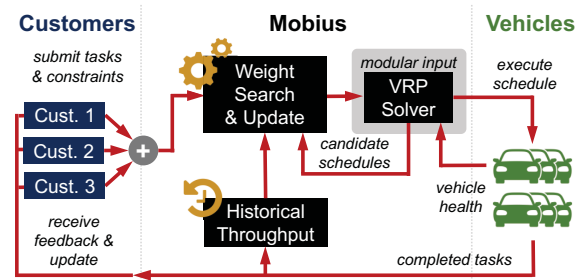 Customers
Mobius
Vehicles
submit tasks
& constraints
Cust. 1
Cust. 2
Cust. 3
+
receive
feedback &
update
Weight
Search
& Update
modular input
VRP
Solver
candidate
schedules
Historical
Throughput
execute
schedule
vehicle
health
completed tasks